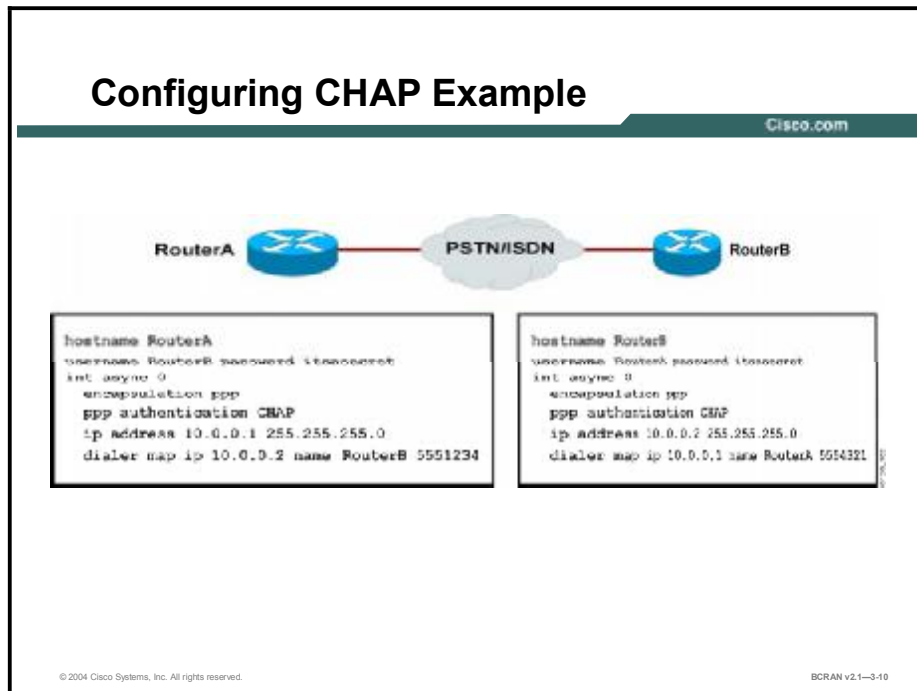 Configuring CHAP Example
Cisco.com
RouterA
PSTN/ISDN
RouterB
hostname RouterA
username RouterB password itsasecret
int async 0
encapsulation ppp
ppp authentication CHAP
ip address 10.0.0.1 255.255.255.0
dialer map ip 10.0.0.2 name RouterB 5551234
hostname RouterB
username RouterA password itsasecret
int async 0
encapsulation ppp
ppp authentication CHAP
ip address 10.0.0.2 255.255.255.0
dialer map ip 10.0.0.1 name RouterA 5554321
© 2004 Cisco Systems, Inc. All rights reserved.
BCRAN v2.1—3-10